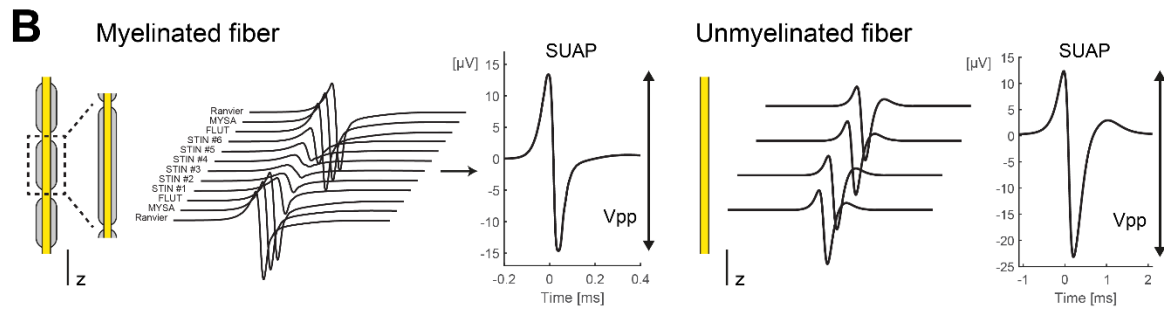 B
Myelinated fiber
z
Ranvier
MYSA
FLUT
STIN #6
STIN #5
STIN #4
STIN #3
STIN #2
STIN #1
FLUT
MYSA
Ranvier
SUAP
[µV]
15
10
5
0
-5
-10
-15
Vpp
-0.2 0 0.2 0.4
Time [ms]
Unmyelinated fiber
z
SUAP
[µV]
15
10
5
0
-5
-10
-15
-20
-25
Vpp
-1 0 1 2
Time [ms]